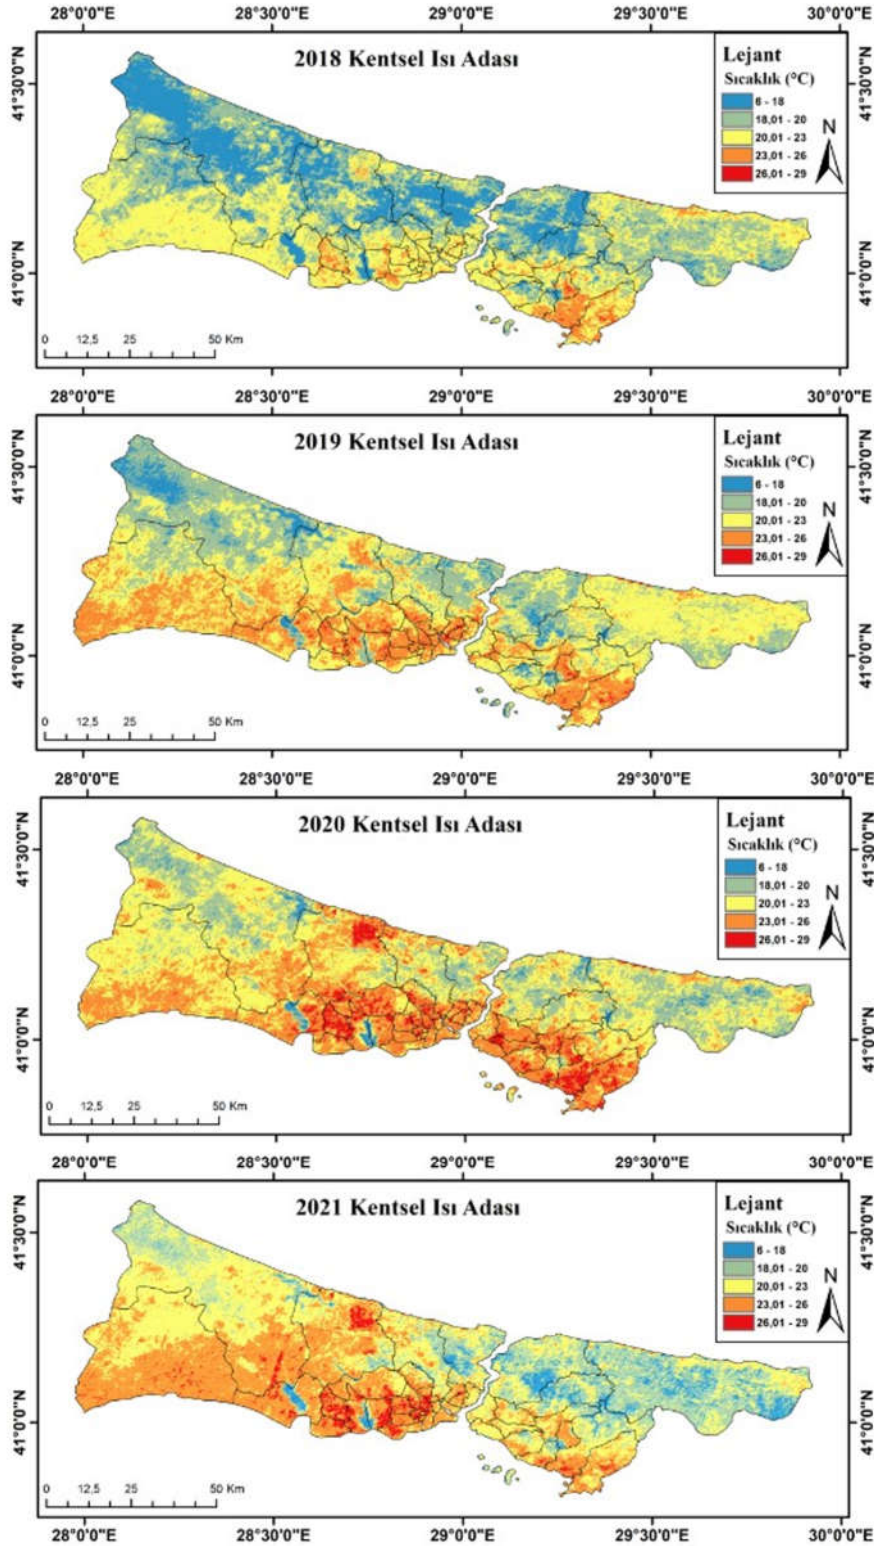 28°0'0"E 28°30'0"E 29°0'0"E 29°30'0"E 30°0'0"E
2018 Kentsel Isı Adası
Lejant
Sıcaklık (°C)
6 - 18
18,01 - 20
20,01 - 23
23,01 - 26
26,01 - 29
N
41°30'0"N
41°0'0"N
0 12,5 25 50 Km
28°0'0"E 28°30'0"E 29°0'0"E 29°30'0"E 30°0'0"E
2019 Kentsel Isı Adası
Lejant
Sıcaklık (°C)
6 - 18
18,01 - 20
20,01 - 23
23,01 - 26
26,01 - 29
N
41°30'0"N
41°0'0"N
0 12,5 25 50 Km
28°0'0"E 28°30'0"E 29°0'0"E 29°30'0"E 30°0'0"E
2020 Kentsel Isı Adası
Lejant
Sıcaklık (°C)
6 - 18
18,01 - 20
20,01 - 23
23,01 - 26
26,01 - 29
N
41°30'0"N
41°0'0"N
0 12,5 25 50 Km
28°0'0"E 28°30'0"E 29°0'0"E 29°30'0"E 30°0'0"E
2021 Kentsel Isı Adası
Lejant
Sıcaklık (°C)
6 - 18
18,01 - 20
20,01 - 23
23,01 - 26
26,01 - 29
N
41°30'0"N
41°0'0"N
0 12,5 25 50 Km
28°0'0"E 28°30'0"E 29°0'0"E 29°30'0"E 30°0'0"E